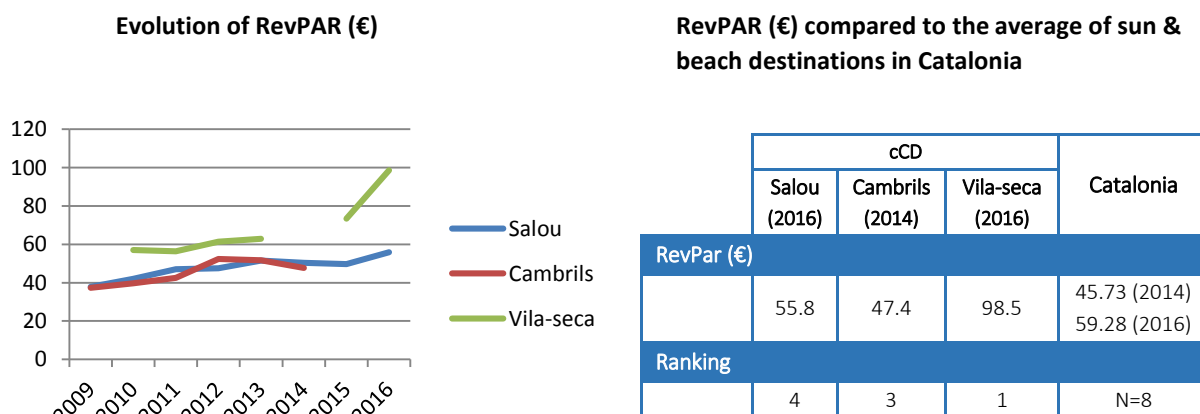 Evolution of RevPAR (€)
120
100
80
60
40
20
0
2009
2010
2011
2012
2013
2014
2015
2016
Salou
Cambrils
Vila-seca
RevPAR (€) compared to the average of sun &
beach destinations in Catalonia
cCD
Catalonia
Salou
(2016)
Cambrils
(2014)
Vila-seca
(2016)
RevPar (€)
55.8
47.4
98.5
45.73 (2014)
59.28 (2016)
Ranking
4
3
1
N=8